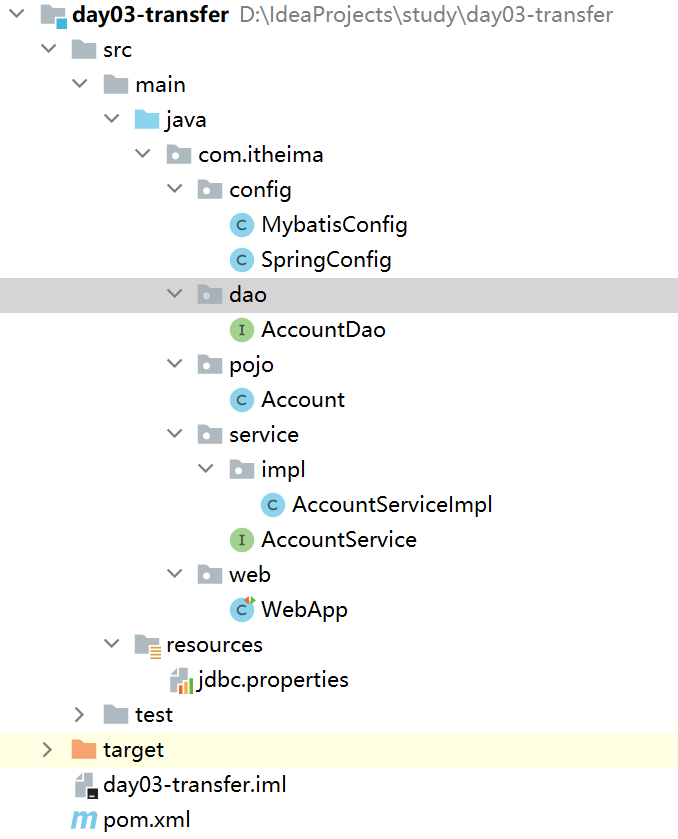 day03-transfer D:\IdeaProjects\study\day03-transfer
src
main
java
com.itheima
config
C MybatisConfig
C SpringConfig
dao
I AccountDao
pojo
C Account
service
impl
C AccountServiceImpl
I AccountService
web
C WebApp
resources
jdbc.properties
test
target
day03-transfer.iml
m pom.xml